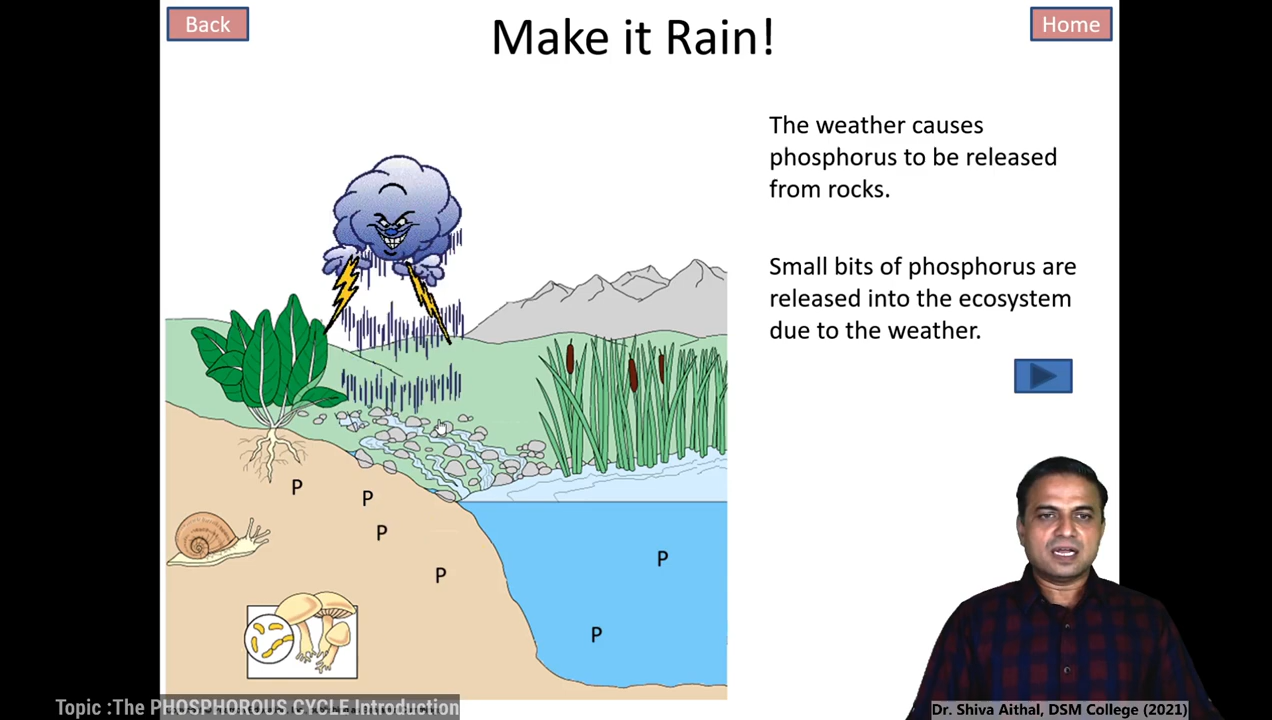 Back
Make it Rain!
Home
The weather causes
phosphorus to be released
from rocks.
Small bits of phosphorus are
released into the ecosystem
due to the weather.
P
P
P
P
P
P
Topic :The PHOSPHOROUS CYCLE Introduction
Dr. Shiva Aithal, DSM College (2021)